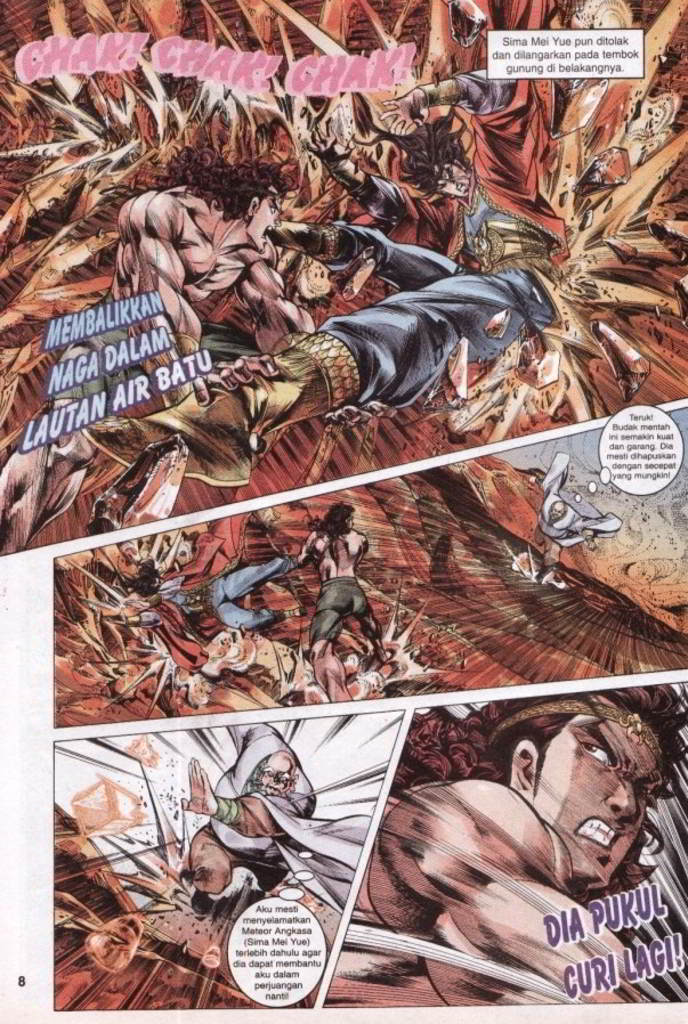 CHAK! CHAK! CHAK!
Sima Mei Yue pun ditolak
dan dilangarkan pada tembok
gunung di belakangnya.
MEMBALIKKAN
NAGA DALAM
LAUTAN AIR BATU
Teruk!
Budak mentah
ini semakin kuat
dan garang. Dia
mesti dihapuskan
dengan secepat
yang mungkin!
Aku mesti
menyelamatkan
Meteor Angkasa
(Sima Mei Yue)
terlebih dahulu agar
dia dapat membantu
aku dalam
perjuangan
nanti!
DIA PUKUL
CURI LAGI!
8